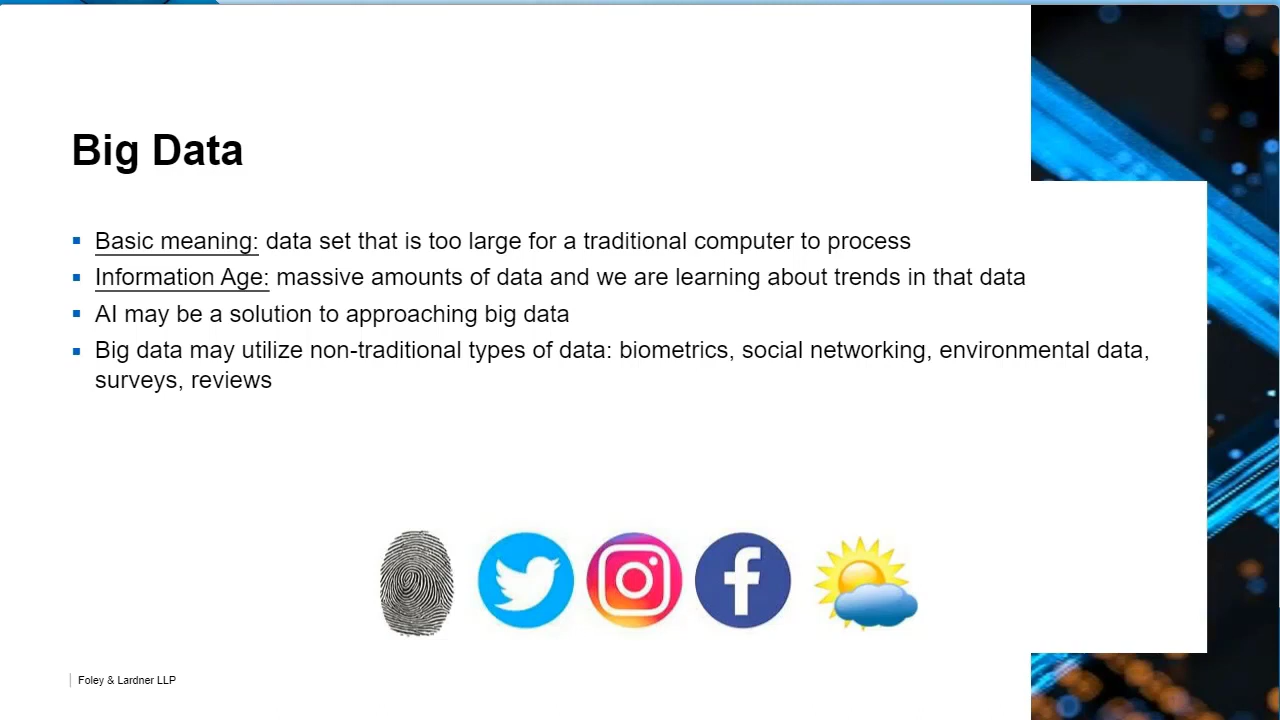 Big Data
Basic meaning: data set that is too large for a traditional computer to process
Information Age: massive amounts of data and we are learning about trends in that data
AI may be a solution to approaching big data
Big data may utilize non-traditional types of data: biometrics, social networking, environmental data,
surveys, reviews
Foley & Lardner LLP